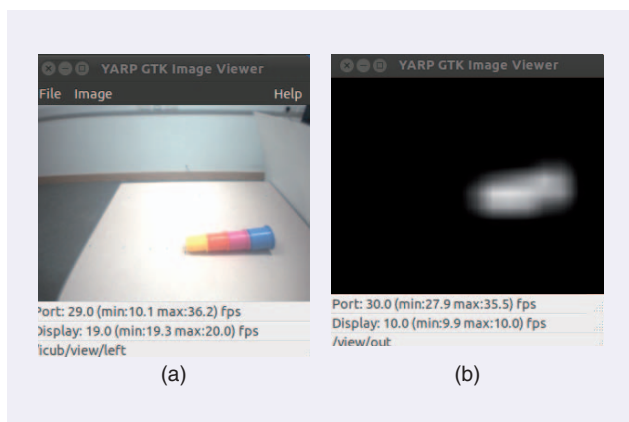 YARP GTK Image Viewer
File Image Help
Port: 29.0 (min:10.1 max:36.2) fps
Display: 19.0 (min:19.3 max:20.0) fps
/icub/view/left
(a)
YARP GTK Image Viewer
Port: 30.0 (min:27.9 max:35.5) fps
Display: 10.0 (min:9.9 max:10.0) fps
/view/out
(b)